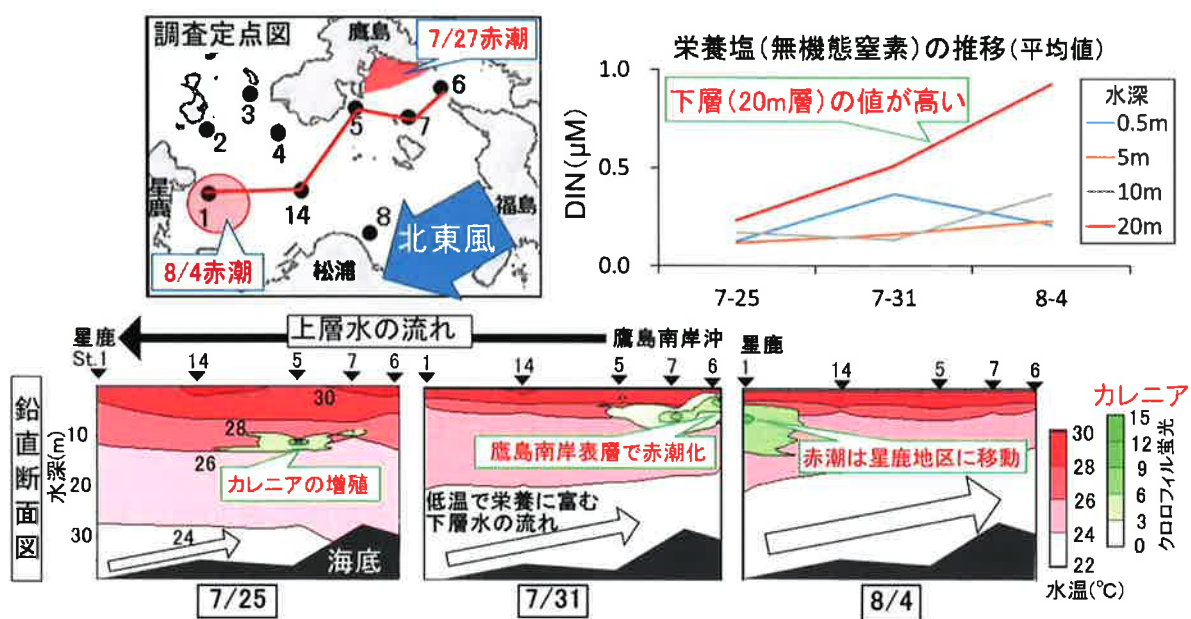 調査定点図
鷹島
7/27赤潮
6
3
5
7
2
4
星鹿
1
14
8
福島
北東風
8/4赤潮
松浦
栄養塩(無機態窒素)の推移(平均値)
1.0
0.5
0.0
DIN(μM)
下層(20m層)の値が高い
水深
0.5m
5m
10m
20m
7-25
7-31
8-4
上層水の流れ
星鹿
St.1
14
5
7
6
鷹島南岸沖
1
14
5
7
6
星鹿
1
14
5
7
6
鉛直断面図
水深(m)
10
20
30
30
28
26
24
カレニアの増殖
海底
7/25
鷹島南岸表層で赤潮化
低温で栄養に富む
下層水の流れ
7/31
赤潮は星鹿地区に移動
8/4
カレニア
30
28
26
24
22
水温(℃)
15
12
9
6
3
0
クロロフィル蛍光